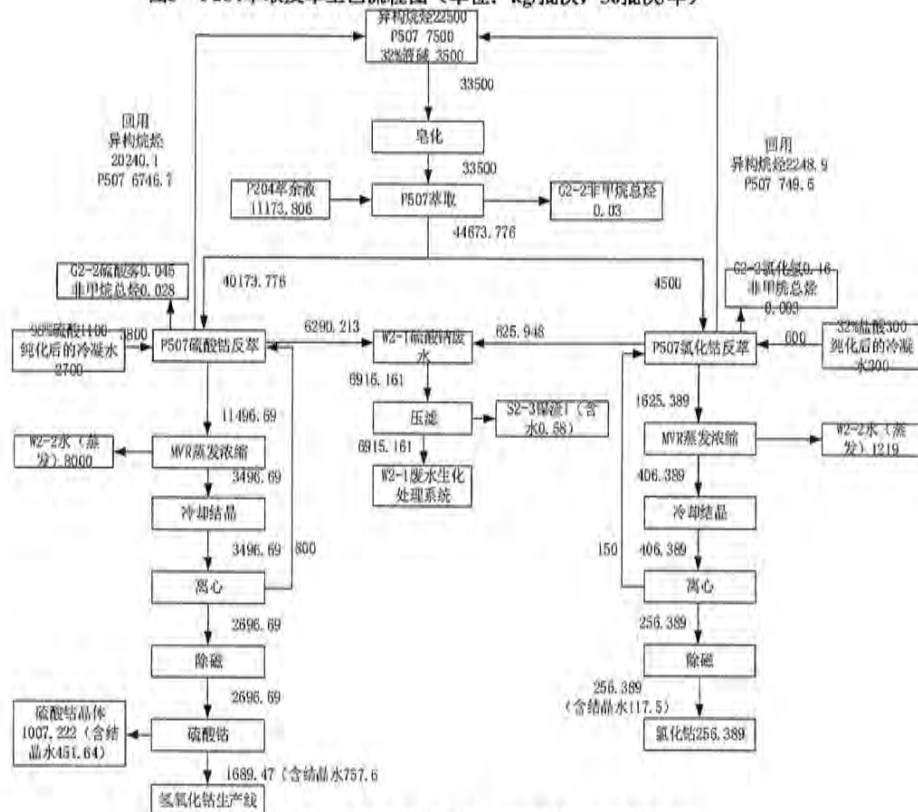 异构烷烃22500
P507 7500
32%液碱 3500
33500
皂化
33500
回用
异构烷烃
20240.1
P507 6746.7
回用
异构烷烃2248.9
P507 749.6
P204萃余液
11173.806
P507萃取
G2-2非甲烷总烃
0.03
44673.776
G2-2硫酸雾0.045
非甲烷总烃0.028
40173.776
4500
G2-2氯化氢0.16
非甲烷总烃
0.003
98%硫酸1100
纯化后的冷凝水
2700
3800
P507硫酸钴反萃
6290.213
W2-1硫酸钠废
水
625.948
P507氯化钴反萃
600
32%盐酸300
纯化后的冷凝
水300
6916.161
11496.69
压滤
S2-3镍渣1（含
水0.58）
1625.389
W2-2水（蒸
发）8000
MVR蒸发浓缩
6915.161
W2-1废水生化
处理系统
MVR蒸发浓缩
W2-2水（蒸
发）1219
3496.69
406.389
冷却结晶
冷却结晶
3496.69
800
150
406.389
离心
离心
2696.69
256.389
除磁
除磁
2696.69
256.389
（含结晶水117.5）
硫酸钴晶体
1007.222（含结
晶水451.64）
硫酸钴
氯化钴256.389
1689.47（含结晶水757.6
氢氧化钴生产线